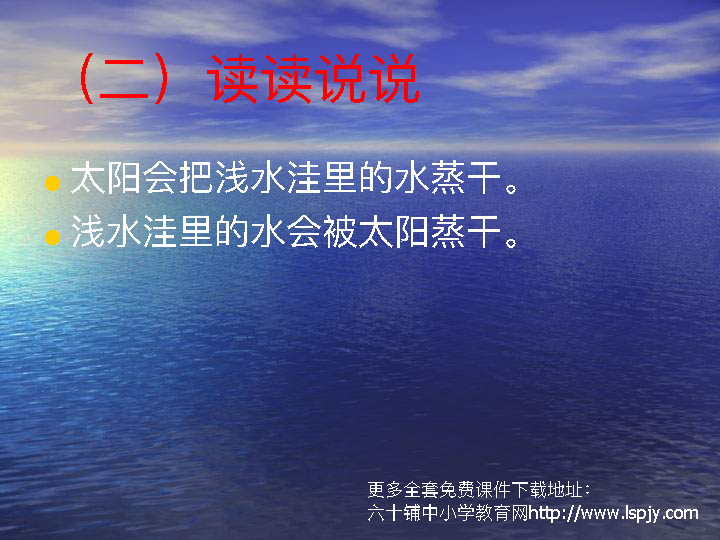 （二）读读说说
太阳会把浅水洼里的水蒸干。
浅水洼里的水会被太阳蒸干。
更多全套免费课件下载地址：
六十铺中小学教育网http://www.lspjy.com